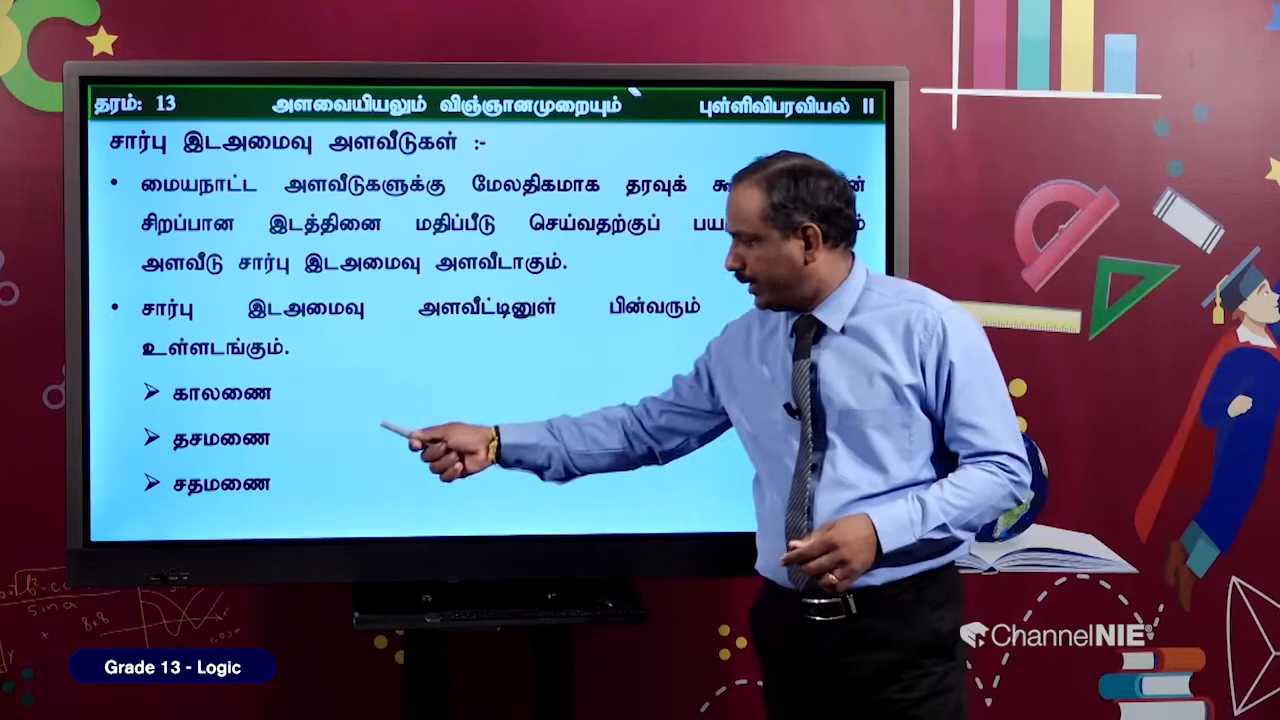 தரம்: 13 அளவையியலும் விஞ்ஞானமுறையும் புள்ளிவிபரவியல் II
சார்பு இடஅமைவு அளவீடுகள் :-
• மையநாட்ட அளவீடுகளுக்கு மேலதிகமாக தரவுக்
சிறப்பான இடத்தினை மதிப்பீடு செய்வதற்குப்
அளவீடு சார்பு இடஅமைவு அளவீடாகும்.
• சார்பு இடஅமைவு அளவீட்டினுள் பின்வரும்
உள்ளடங்கும்.
➢ காலணை
➢ தசமணை
➢ சதமணை
Grade 13 - Logic
ChannelNIE